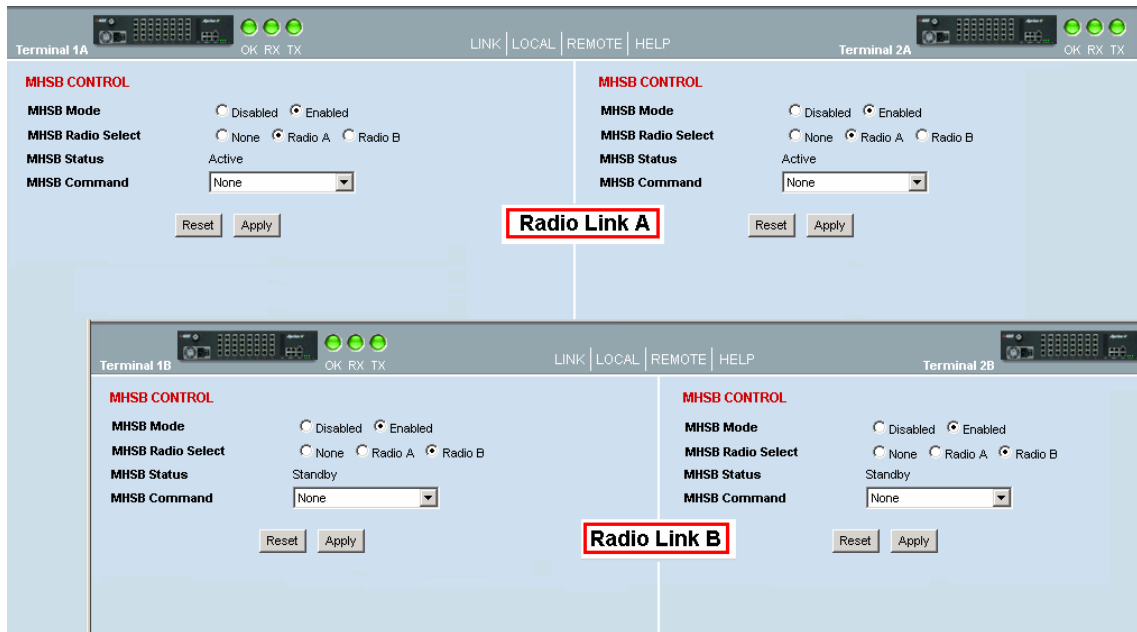 Terminal 1A
OK RX TX
LINK LOCAL REMOTE HELP
Terminal 2A
OK RX TX
MHSB CONTROL
MHSB Mode Disabled Enabled
MHSB Radio Select None Radio A Radio B
MHSB Status Active
MHSB Command None
Reset Apply
MHSB CONTROL
MHSB Mode Disabled Enabled
MHSB Radio Select None Radio A Radio B
MHSB Status Active
MHSB Command None
Reset Apply
Radio Link A
Terminal 1B
OK RX TX
LINK LOCAL REMOTE HELP
Terminal 2B
MHSB CONTROL
MHSB Mode Disabled Enabled
MHSB Radio Select None Radio A Radio B
MHSB Status Standby
MHSB Command None
Reset Apply
MHSB CONTROL
MHSB Mode Disabled Enabled
MHSB Radio Select None Radio A Radio B
MHSB Status Standby
MHSB Command None
Reset Apply
Radio Link B